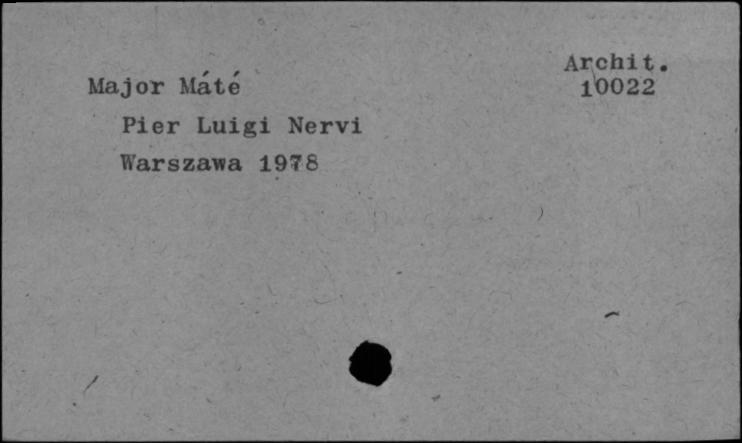 Archit.
Major Máté 10022
Pier Luigi Nervi
Warszawa 1978